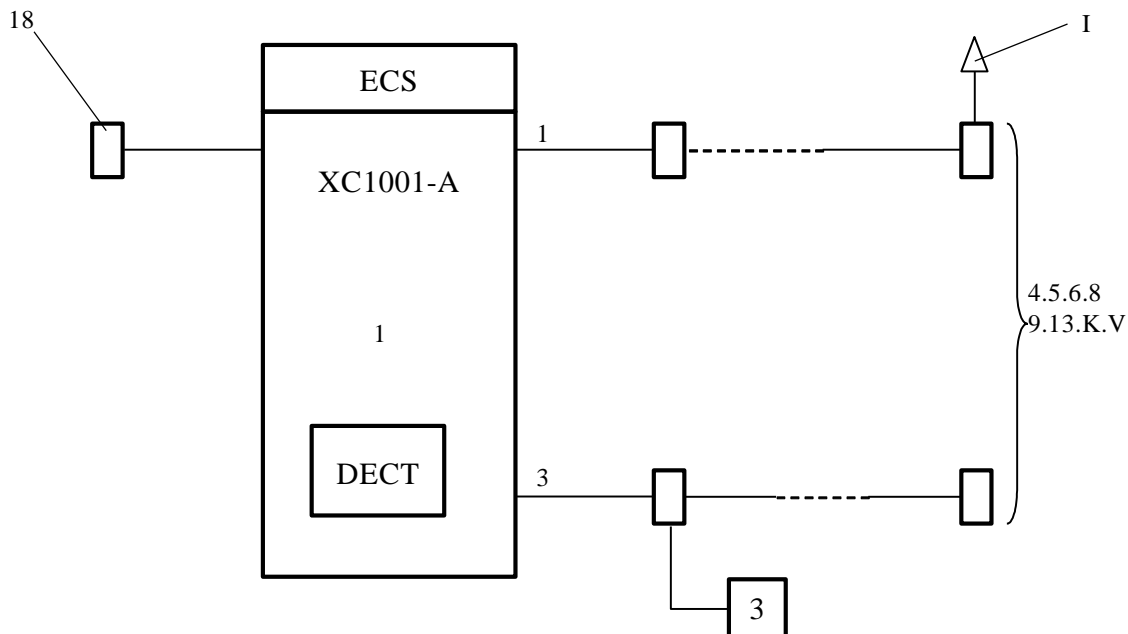 18
I
ECS
1
XC1001-A
4.5.6.8
9.13.K.V
1
DECT
3
3